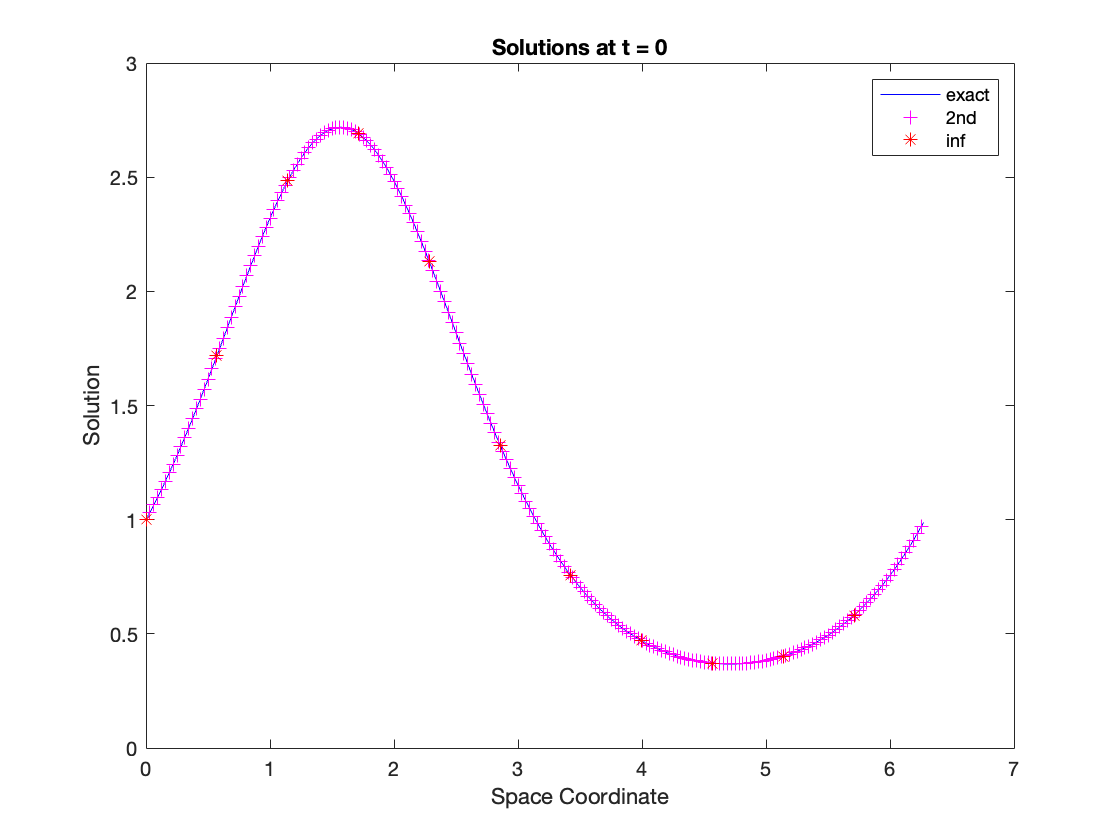 Solutions at t = 0
exact
2nd
inf
3
2.5
2
1.5
1
0.5
0
Solution
0 1 2 3 4 5 6 7
Space Coordinate